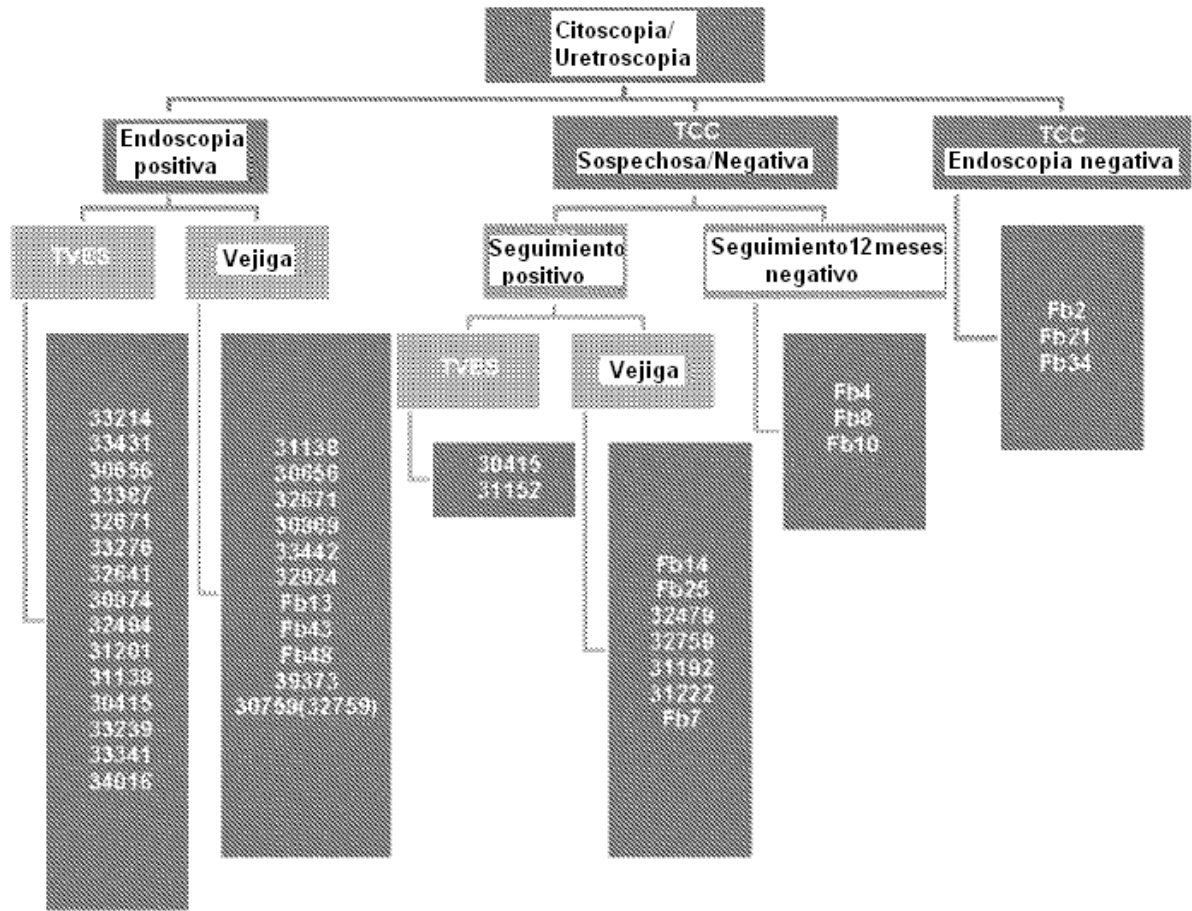 Citoscopia/
Uretroscopia
Endoscopia
positiva
TCC
Sospechosa/Negativa
TCC
Endoscopia negativa
TVES
Vejiga
Seguimiento
positivo
Seguimiento12 meses
negativo
TVES
Vejiga
33214
33431
30656
33387
32671
33276
32641
30974
32494
31201
31138
30415
33239
33341
34016
31138
30656
32671
30869
33442
32924
Fb13
Fb43
Fb48
39373
30759(32759)
30415
31152
Fb14
Fb25
32479
32759
31192
31222
Fb7
Fb4
Fb8
Fb10
Fb2
Fb21
Fb34